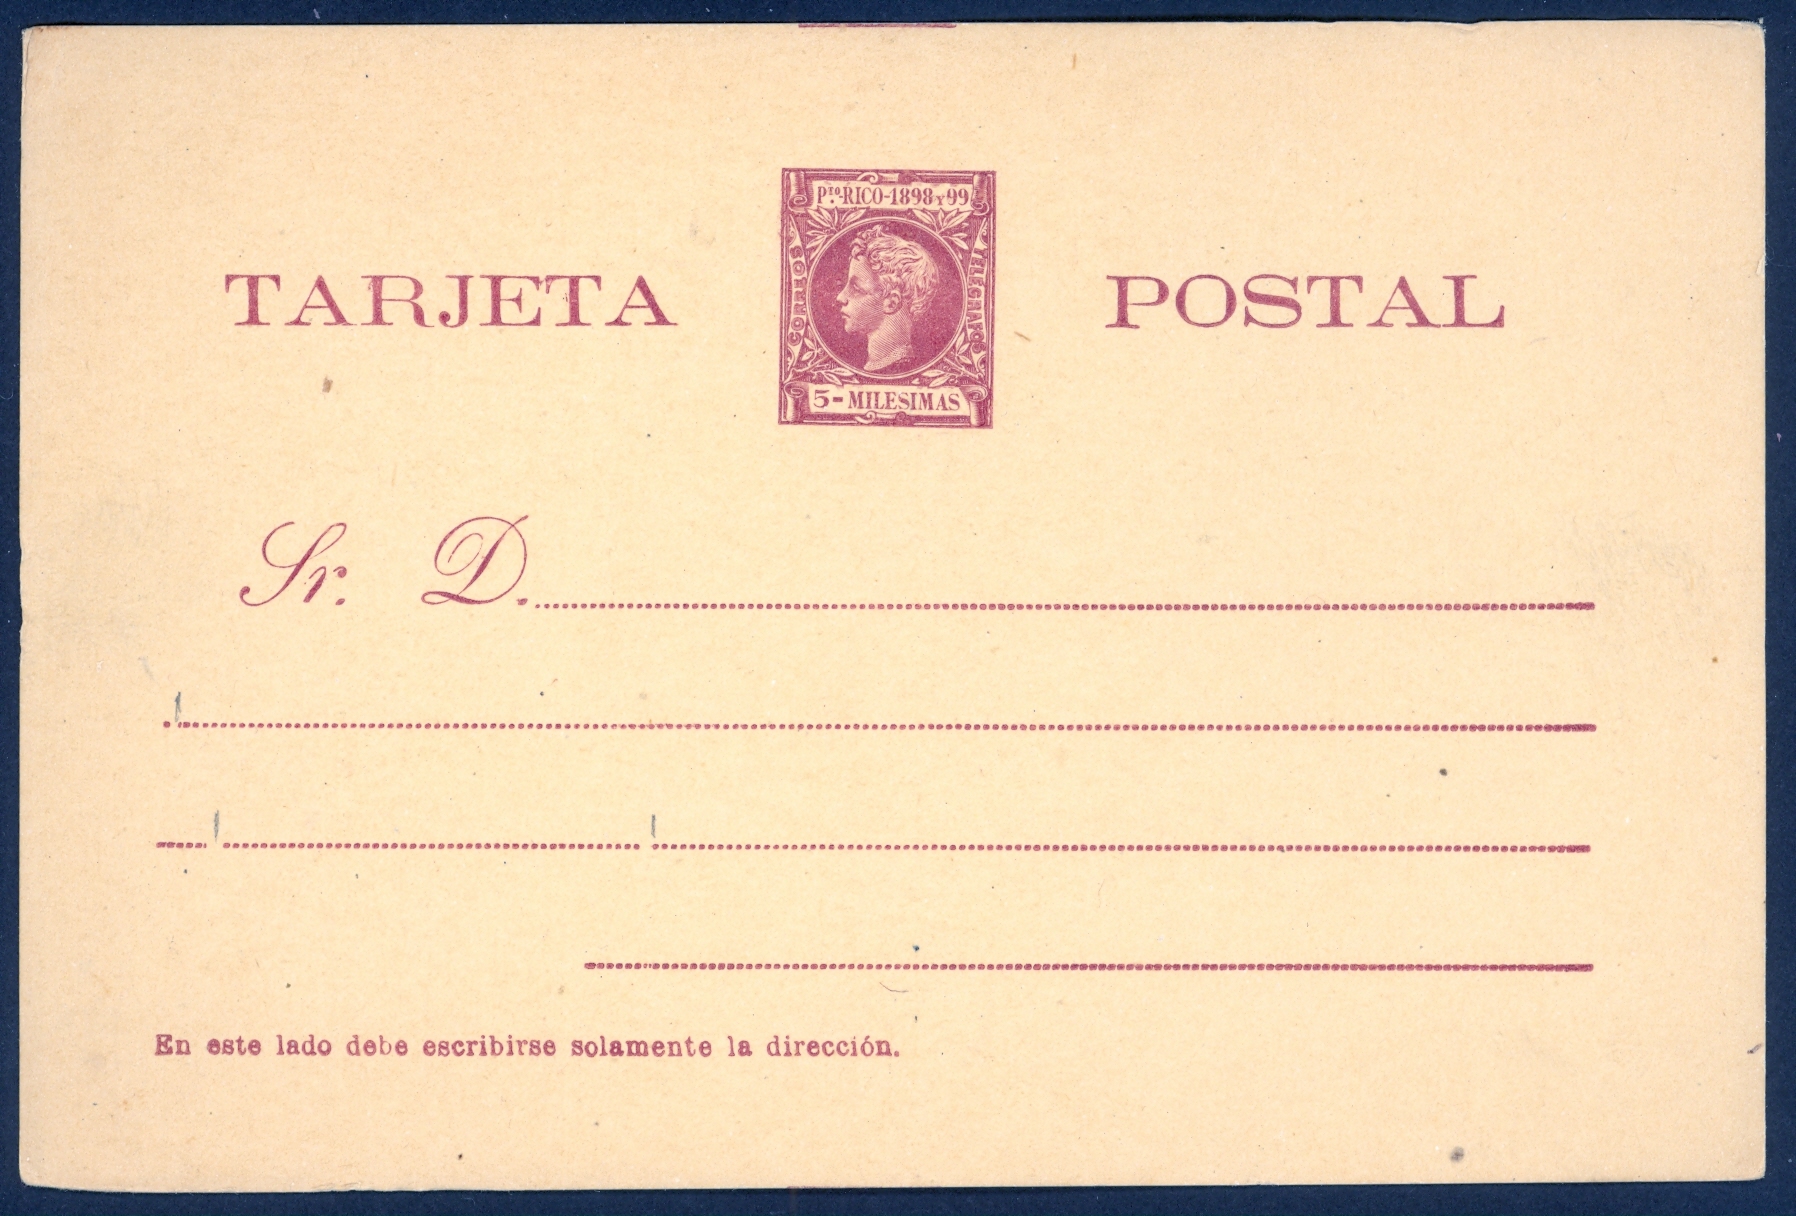 Pto. RICO-1898 Y 99
CORREOS
TELEGRAFOS
TARJETA
POSTAL
5-MILESIMAS
Sr. D.
En este lado debe escribirse solamente la dirección.